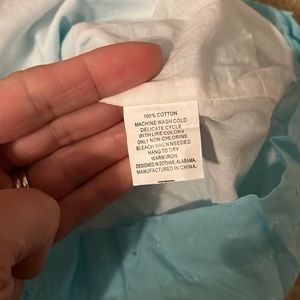 100% COTTON
MACHINE WASH COLD
DELICATE CYCLE
WITH LIKE COLORS
ONLY NON-CHLORINE
BLEACH WHEN NEEDED
HANG TO DRY
WARM IRON
DESIGNED IN DOTHAN, ALABAMA,
MANUFACTURED IN CHINA,